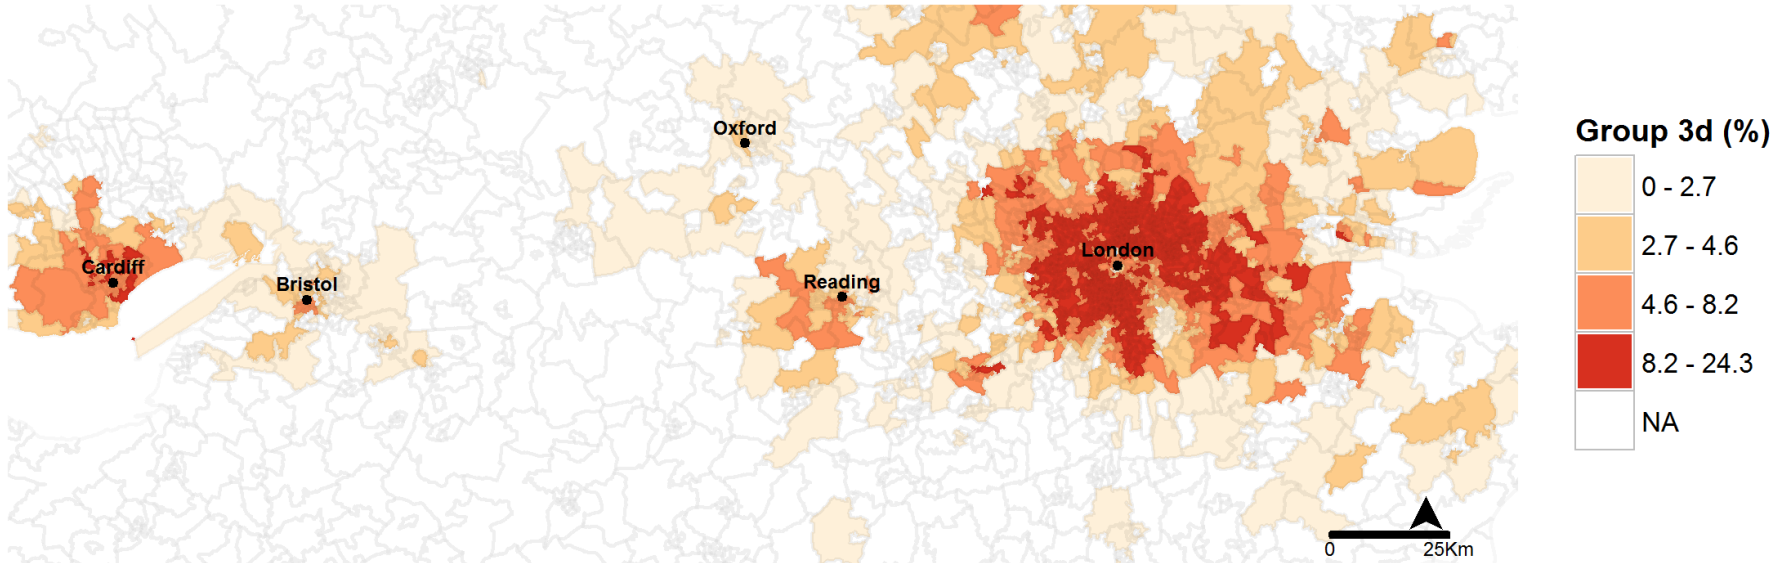 Oxford
Cardiff
Bristol
Reading
London
0
25Km
Group 3d (%)
0 - 2.7
2.7 - 4.6
4.6 - 8.2
8.2 - 24.3
NA